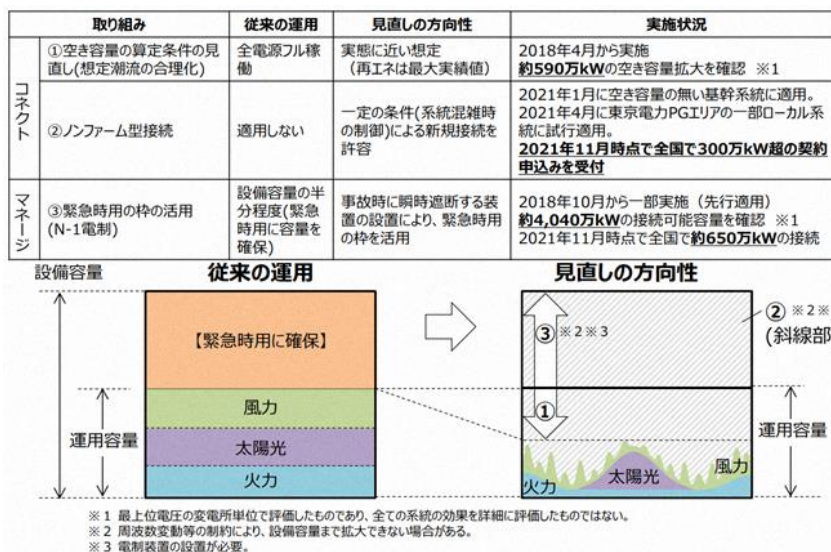 取り組み 従来の運用 見直しの方向性 実施状況
コネクト
①空き容量の算定条件の見
直し(想定潮流の合理化)
全電源フル稼
働
実態に近い想定
（再エネは最大実績値）
2018年4月から実施
約590万kWの空き容量拡大を確認 ※1
②ノンファーム型接続
適用しない
一定の条件(系統混雑時
の制御)による新規接続を
許容
2021年1月に空き容量の無い基幹系統に適用。
2021年4月に東京電力PGエリアの一部ローカル系
統に試行適用。
2021年11月時点で全国で300万kW超の契約
申込みを受付
マネージ
③緊急時用の枠の活用
(N-1電制)
設備容量の半
分程度(緊急
時用に容量を
確保)
事故時に瞬時遮断する装
置の設置により、緊急時用
の枠を活用
2018年10月から一部実施（先行適用）
約4,040万kWの接続可能容量を確認 ※1
2021年11月時点で全国で約650万kWの接続
設備容量
従来の運用
見直しの方向性
【緊急時用に確保】
風力
太陽光
火力
運用容量
③ ※2※3
②※2※
(斜線部
①
運用容量
火力
太陽光
風力
※1 最上位電圧の変電所単位で評価したものであり、全ての系統の効果を詳細に評価したものではない。
※2 周波数変動等の制約により、設備容量まで拡大できない場合がある。
※3 電制装置の設置が必要。